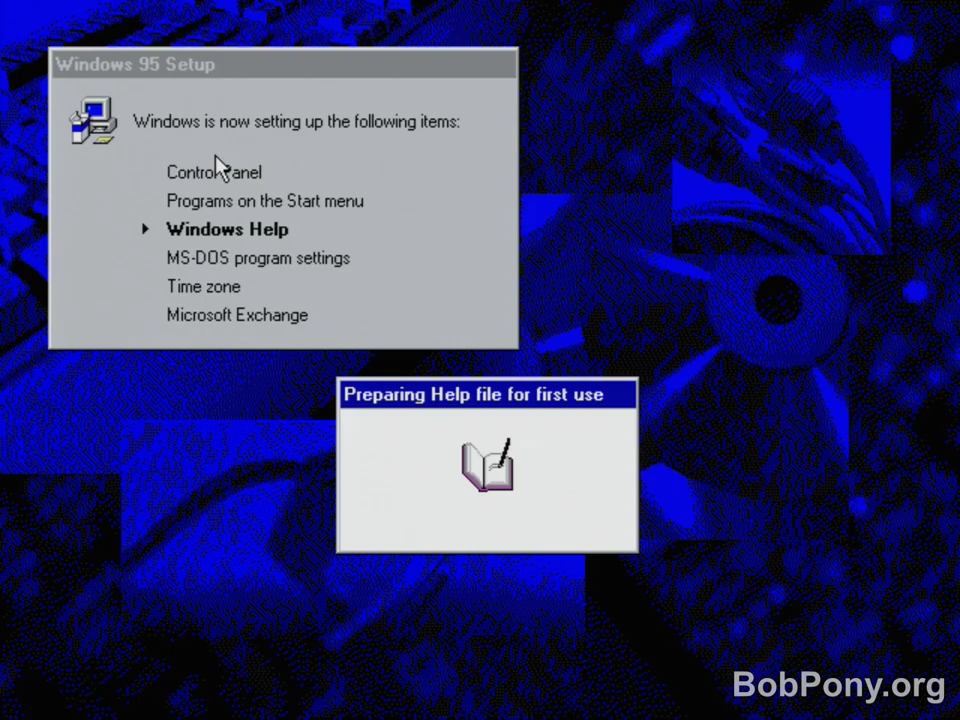 Windows 95 Setup
Windows is now setting up the following items:
Control Panel
Programs on the Start menu
Windows Help
MS-DOS program settings
Time zone
Microsoft Exchange
Preparing Help file for first use
BobPony.org